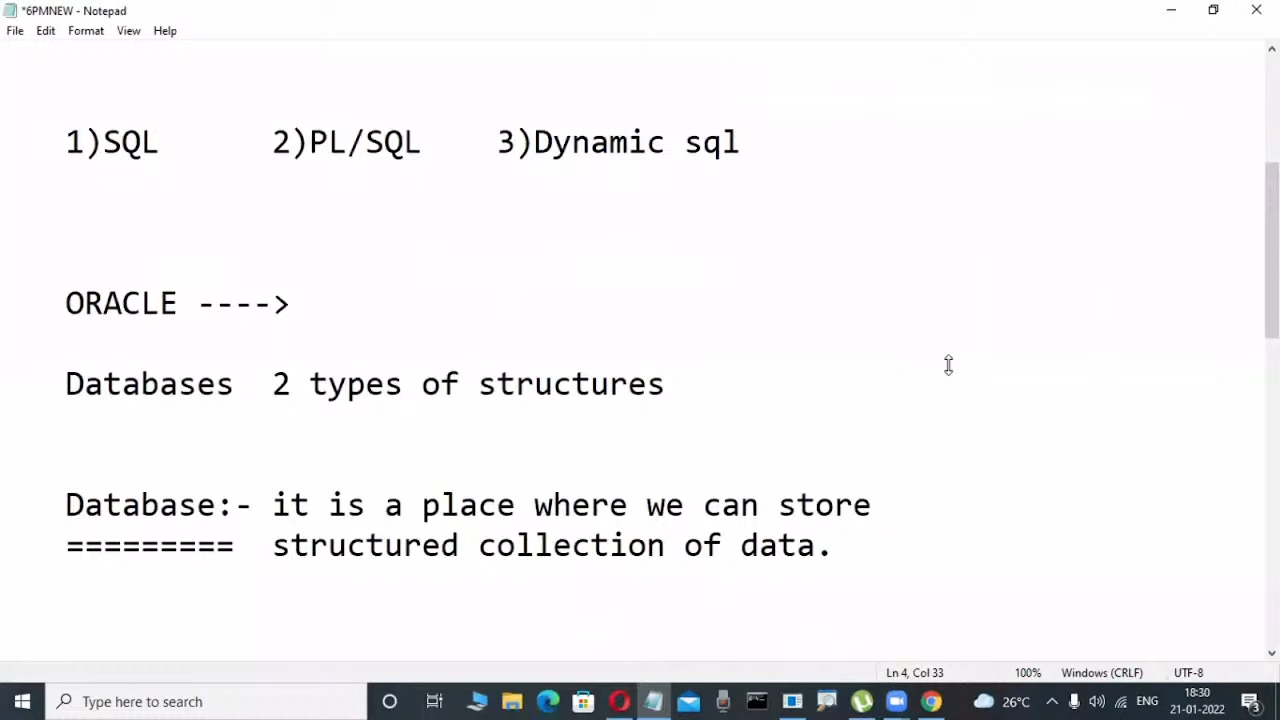 *6PMNEW - Notepad
File Edit Format View Help
1)SQL 2)PL/SQL 3)Dynamic sql
ORACLE ---->
Databases 2 types of structures
Database:- it is a place where we can store
========= structured collection of data.
Ln 4, Col 33 100% Windows (CRLF) UTF-8
Type here to search
26°C
ENG
18:30
21-01-2022
3